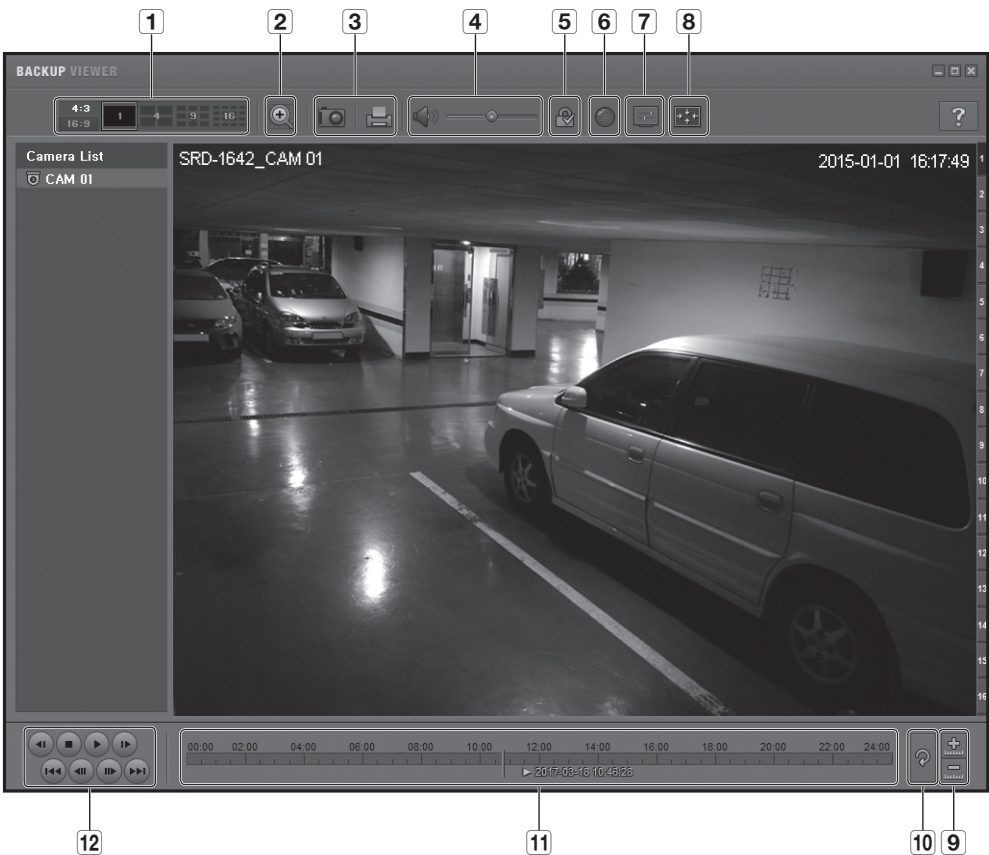 1 2 3 4 5 6 7 8
BACKUP VIEWER
4:3
16:9
1 4 9 16
?
Camera List
CAM 01
SRD-1642_CAM 01
2015-01-01 16:17:49
1
2
3
4
5
6
7
8
9
10
11
12
13
14
15
16
00:00 02:00 04:00 06:00 08:00 10:00 12:00 14:00 16:00 18:00 20:00 22:00 24:00
2017-03-18 10:46:28
12 11 10 9